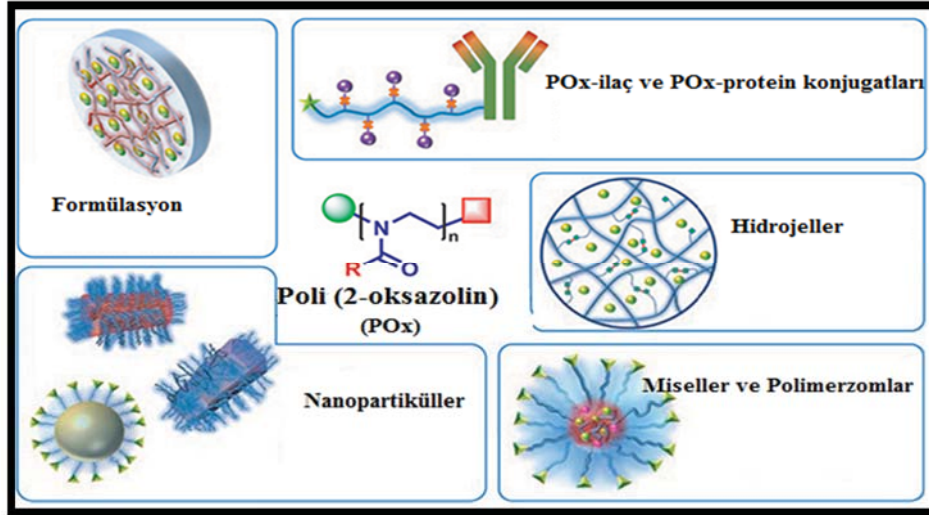 Formülasyon
POx-ilaç ve POx-protein konjugatları
N
n
R
O
Poli (2-oksazolin)
(POx)
Hidrojeller
Nanopartiküller
Miseller ve Polimerzomlar